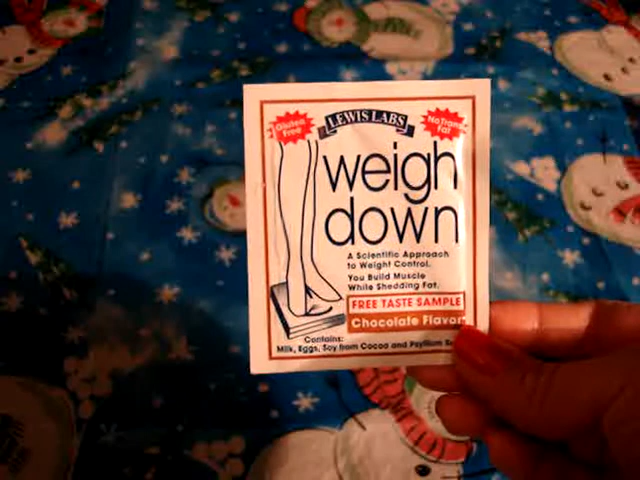 Gluten
Free
LEWIS LABS
No Trans
Fat
weigh
down
A Scientific Approach
to Weight Control.
You Build Muscle
While Shedding Fat.
FREE TASTE SAMPLE
Chocolate Flavor
Contains:
Milk, Eggs, Soy from Cocoa and Psyllium